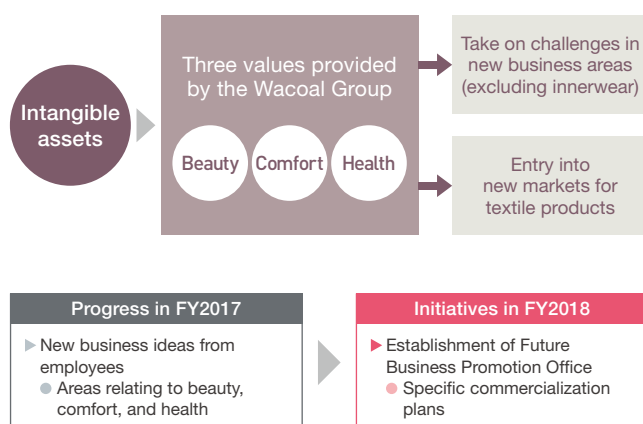 Intangible
assets
Three values provided
by the Wacoal Group
Beauty
Comfort
Health
Take on challenges in
new business areas
(excluding innerwear)
Entry into
new markets for
textile products
Progress in FY2017
New business ideas from
employees
Areas relating to beauty,
comfort, and health
Initiatives in FY2018
Establishment of Future
Business Promotion Office
Specific commercialization
plans